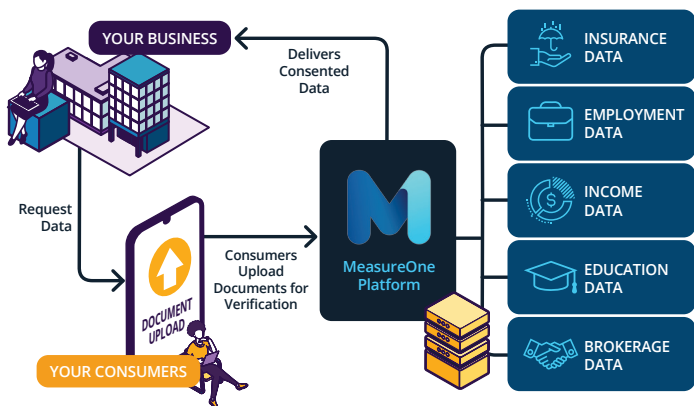 YOUR BUSINESS
Delivers
Consented
Data
Request
Data
DOCUMENT
UPLOAD
YOUR CONSUMERS
Consumers
Upload
Documents for
Verification
MeasureOne
Platform
INSURANCE
DATA
EMPLOYMENT
DATA
$
INCOME
DATA
EDUCATION
DATA
BROKERAGE
DATA